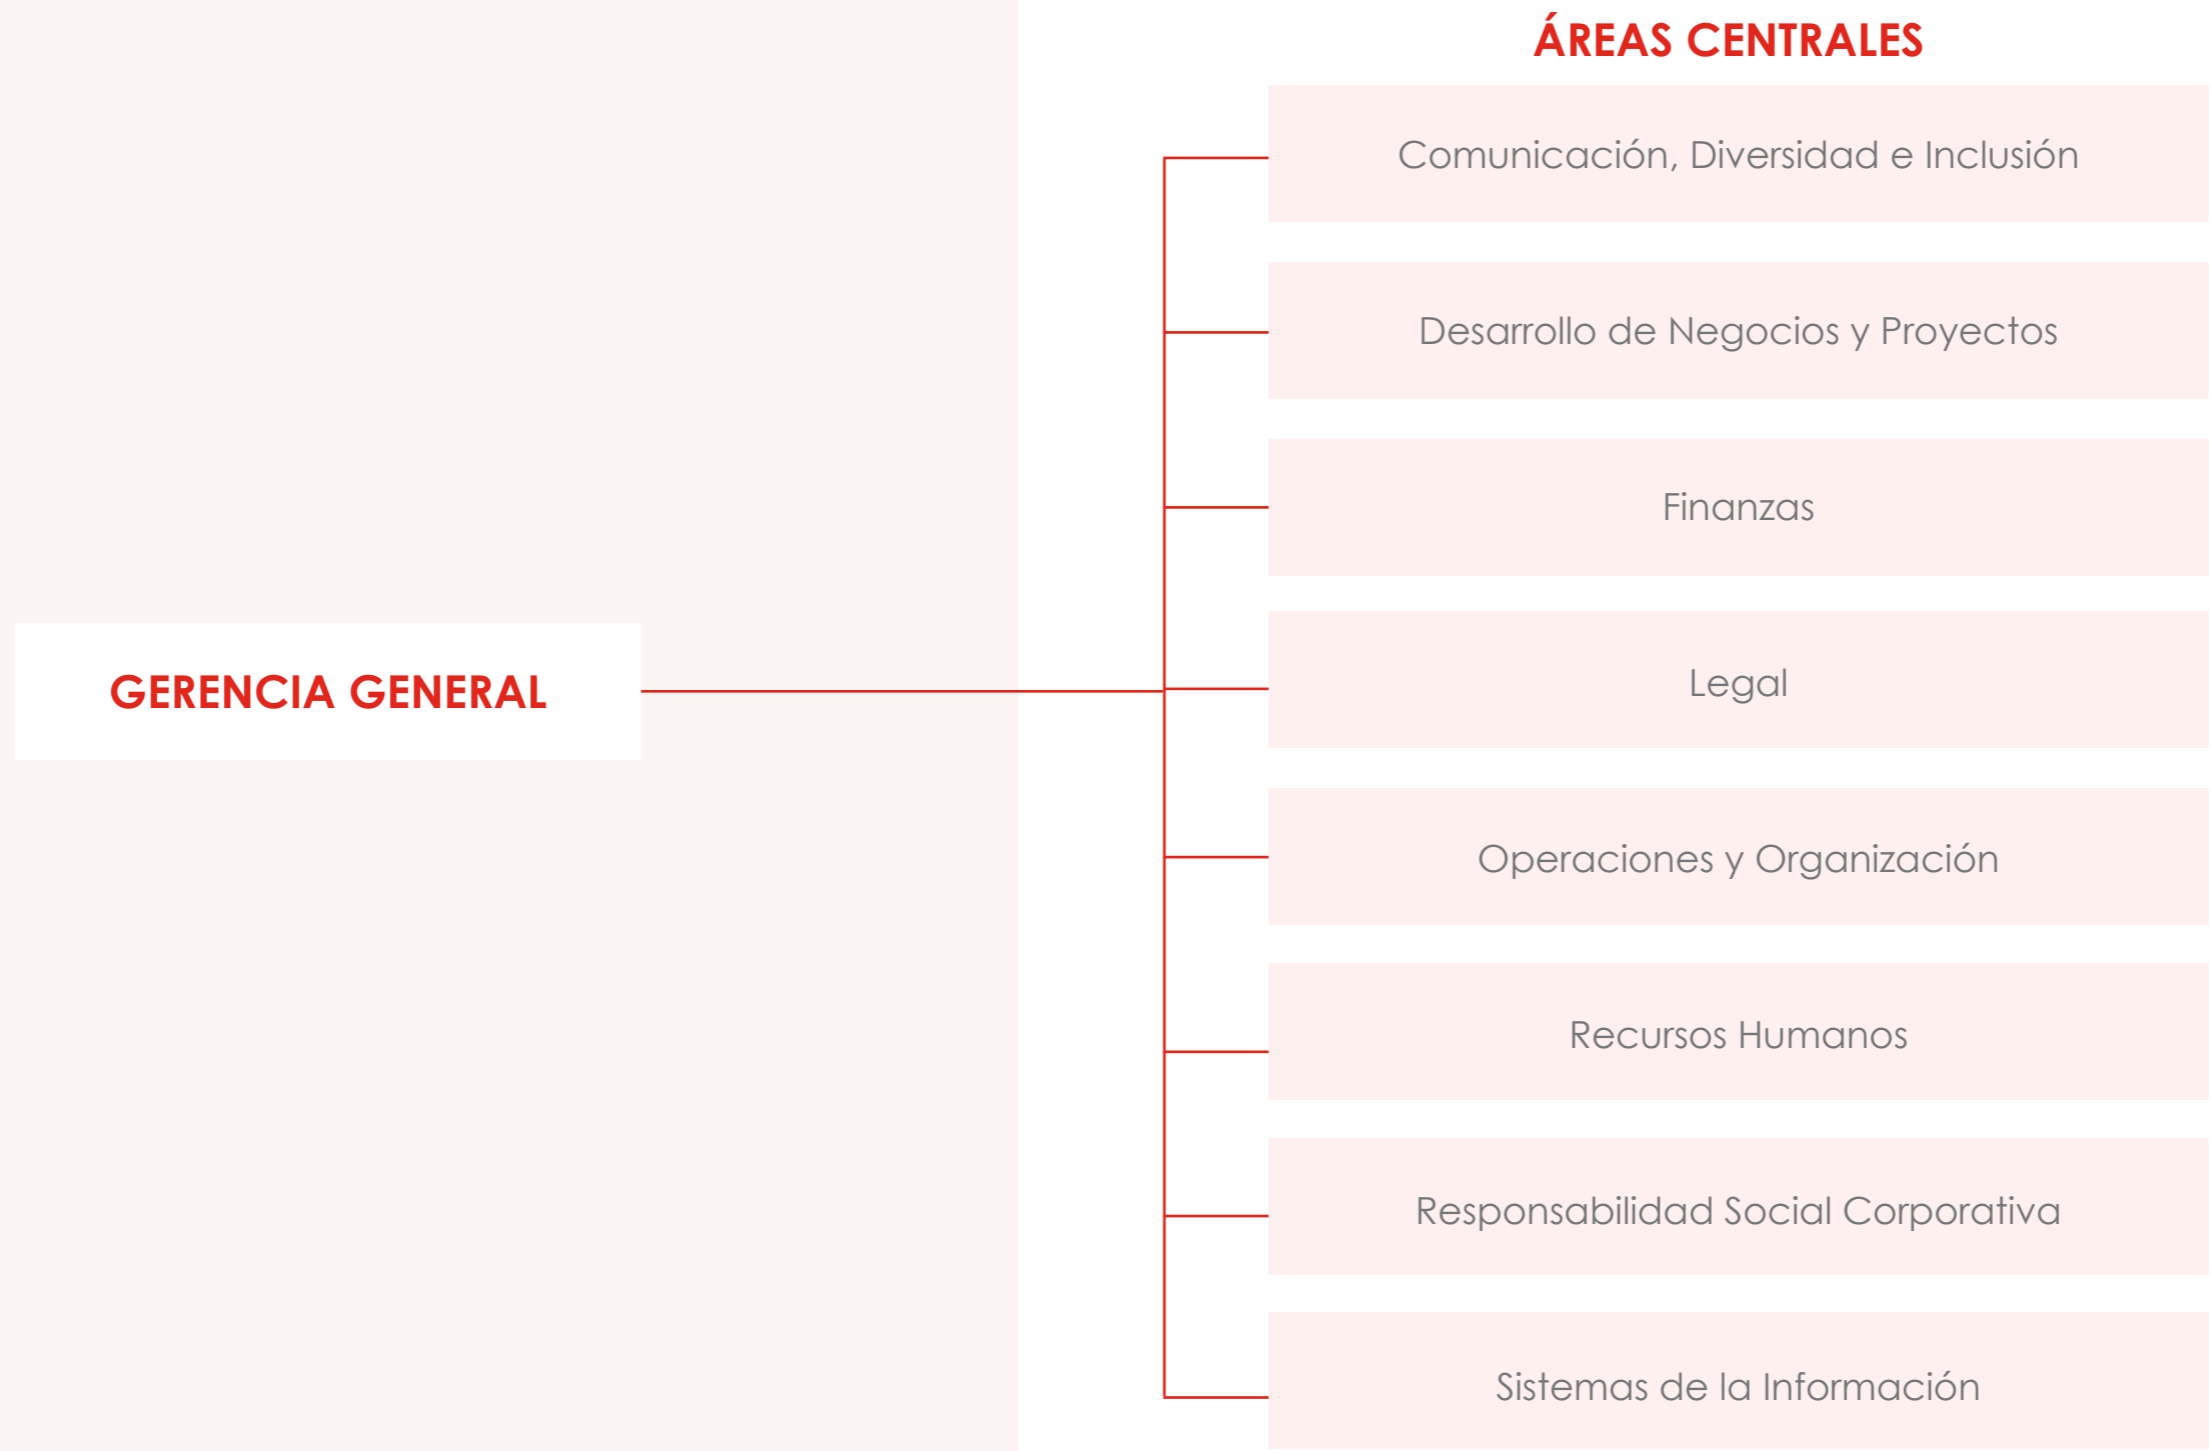 ÁREAS CENTRALES
Comunicación, Diversidad e Inclusión
Desarrollo de Negocios y Proyectos
Finanzas
GERENCIA GENERAL
Legal
Operaciones y Organización
Recursos Humanos
Responsabilidad Social Corporativa
Sistemas de la Información